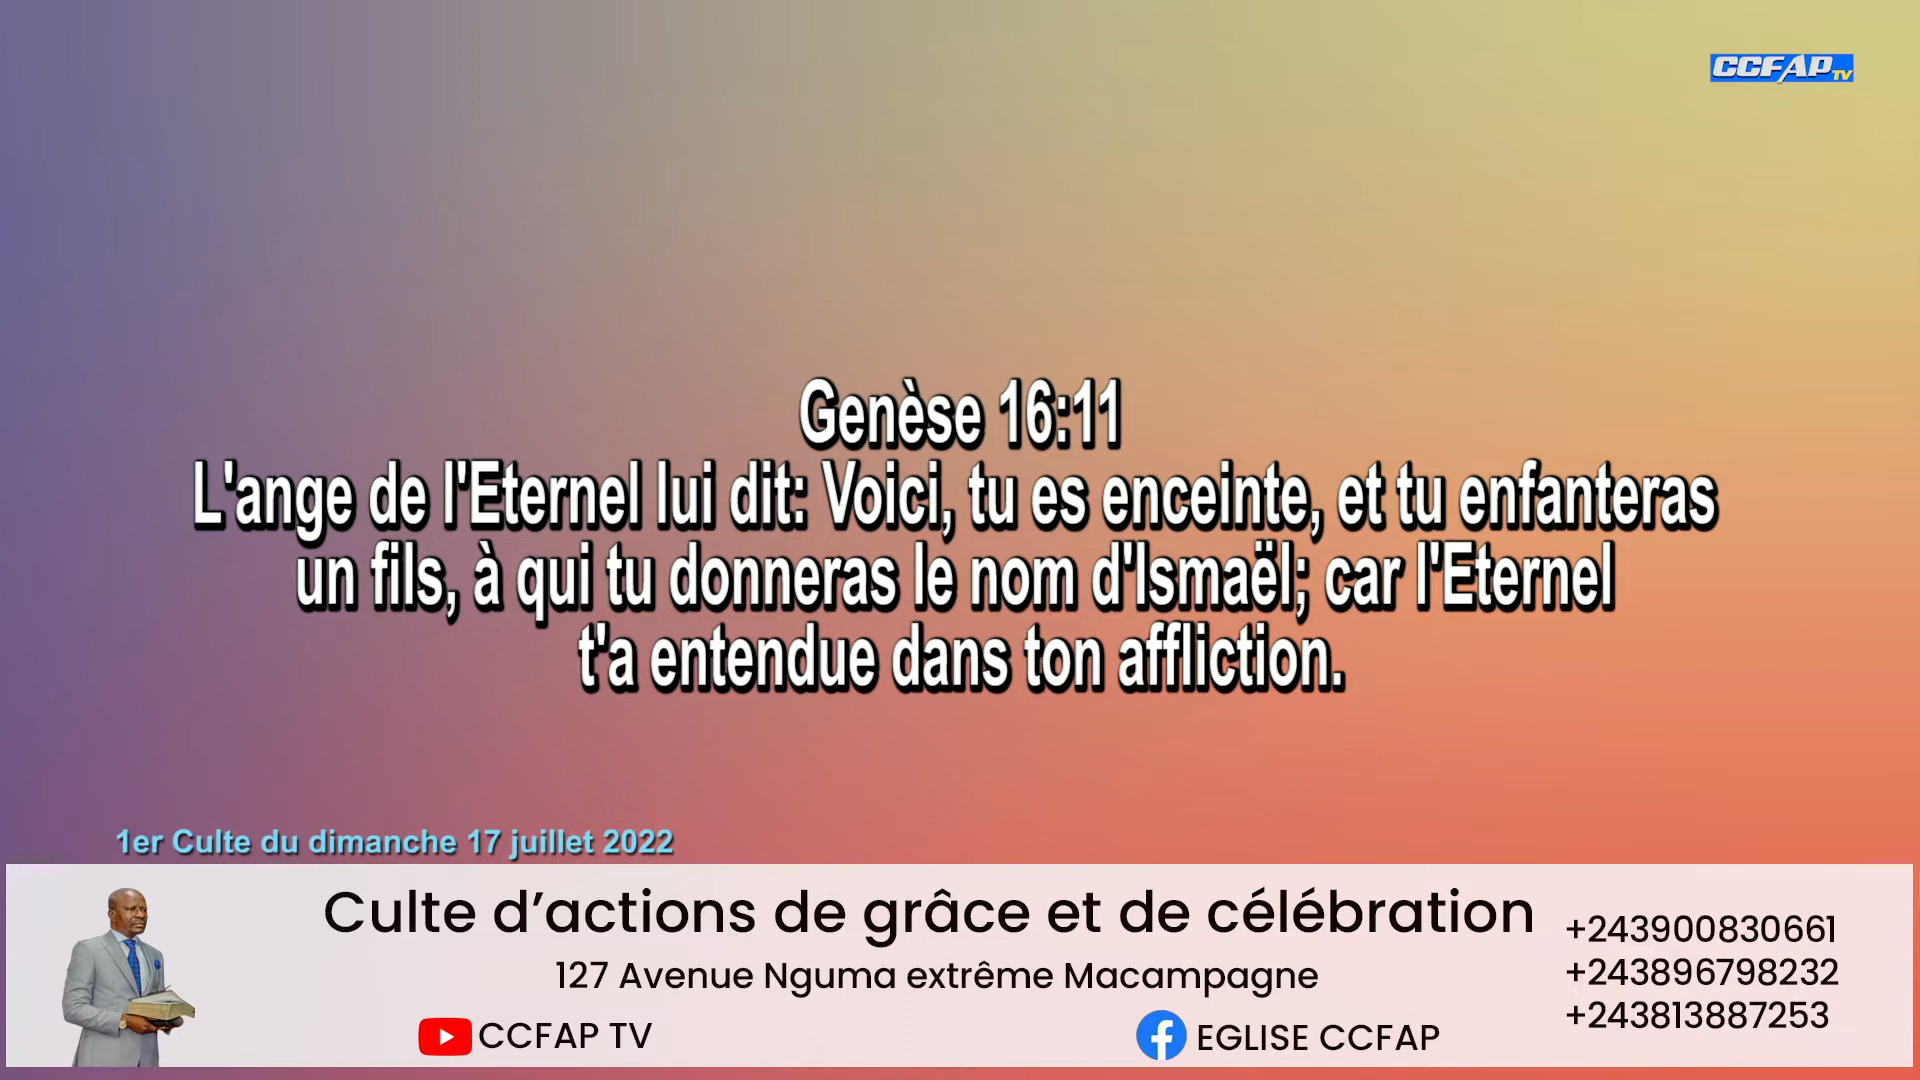 CCFAP TV
Genèse 16:11
L'ange de l'Eternel lui dit: Voici, tu es enceinte, et tu enfanteras
un fils, à qui tu donneras le nom d'Ismaël; car l'Eternel
t'a entendue dans ton affliction.
1er Culte du dimanche 17 juillet 2022
Culte d’actions de grâce et de célébration
127 Avenue Nguma extrême Macampagne
CCFAP TV
EGLISE CCFAP
+243900830661
+243896798232
+243813887253